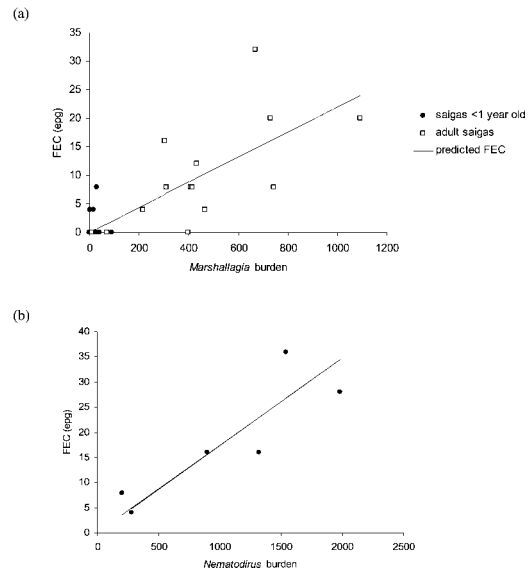 (a)
35
30
25
20
15
10
5
0
FEC (epg)
0 200 400 600 800 1000 1200
Marshallagia burden
saigas <1 year old
adult saigas
predicted FEC
(b)
40
35
30
25
20
15
10
5
0
FEC (epg)
0 500 1000 1500 2000 2500
Nematodirus burden